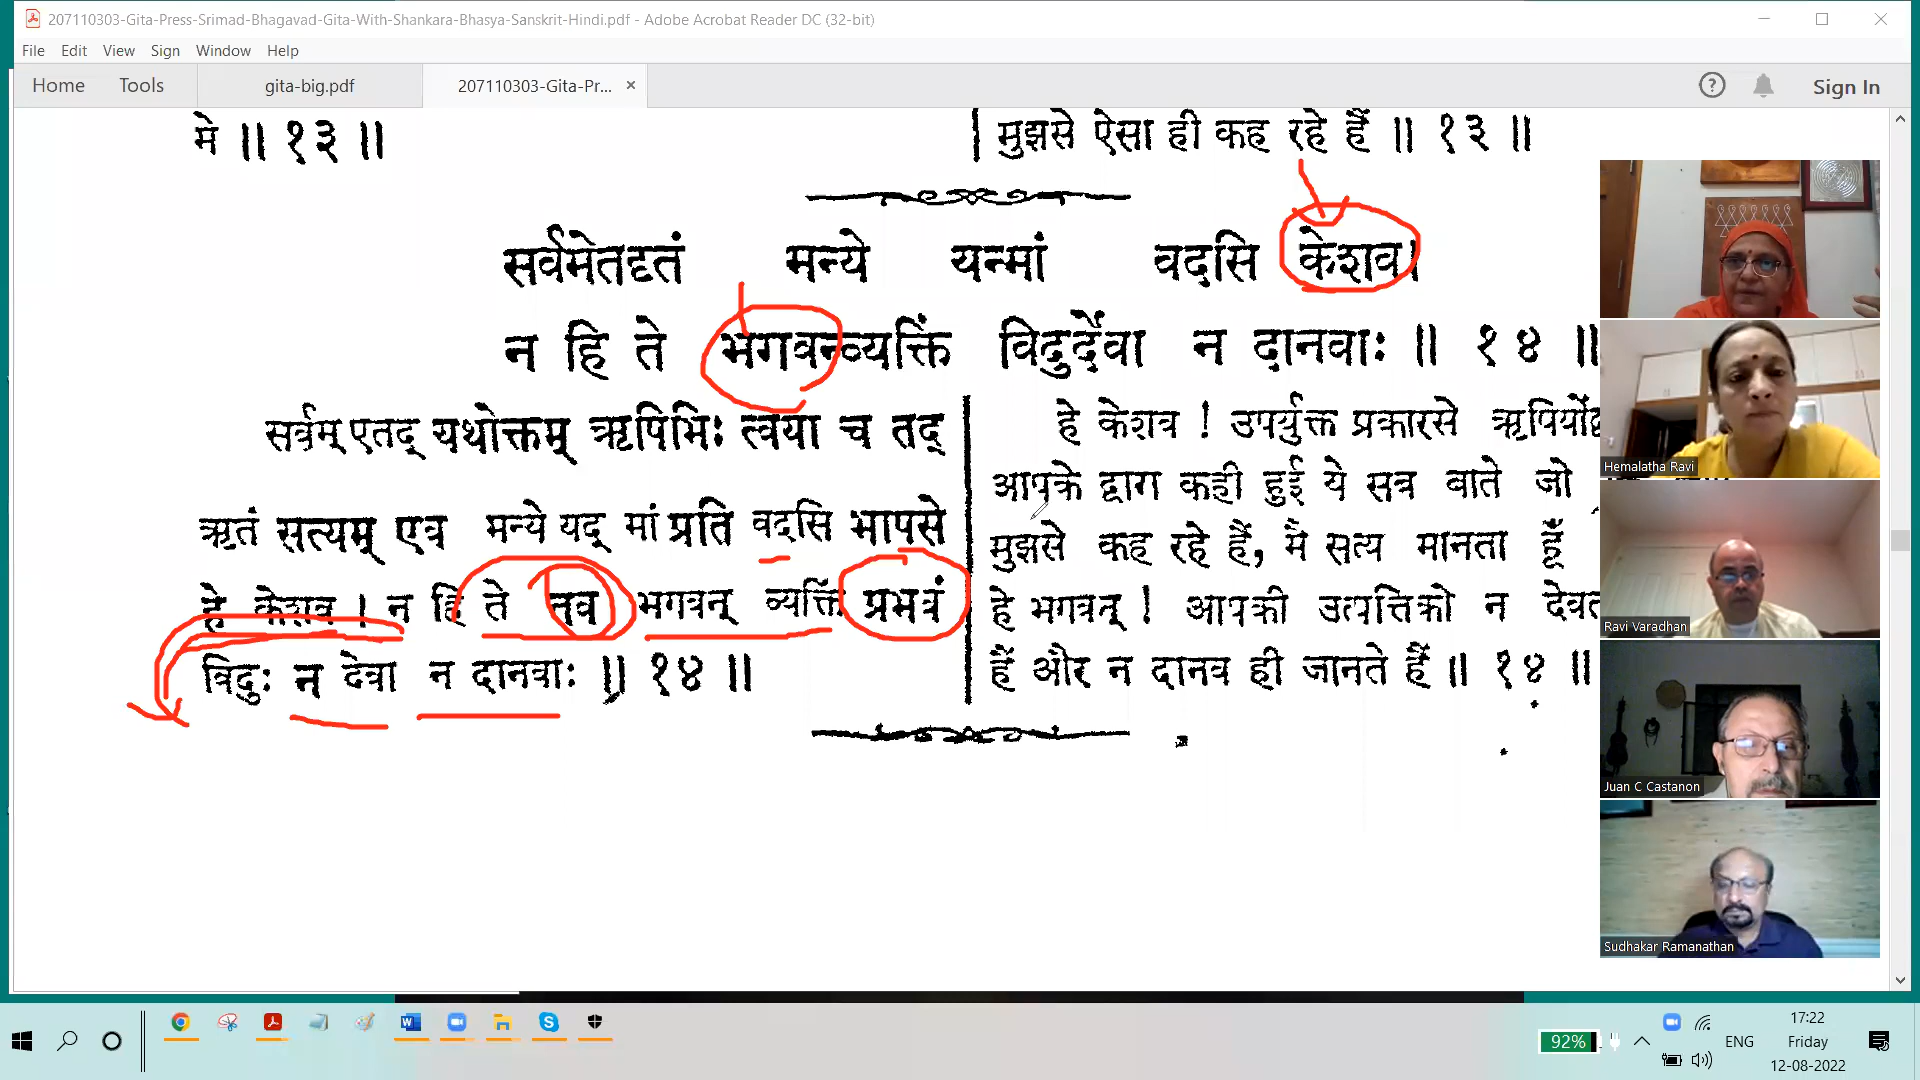 207110303-Gita-Press-Srimad-Bhagavad-Gita-With-Shankara-Bhasya-Sanskrit-Hindi.pdf - Adobe Acrobat Reader DC (32-bit)
File Edit View Sign Window Help
Home Tools gita-big.pdf 207110303-Gita-Pr... × Sign In
मे ॥ १३ ॥
मुझसे ऐसा ही कह रहे हैं ॥ १३ ॥
सर्वमेतदृतं मन्ये यन्मां वदसि केशव।
न हि ते भगवन्व्यक्तिं विदुर्देवा न दानवाः ॥ १४ ॥
सर्वम् एतद् यथोक्तम् ऋषिभिः त्वया च तद्
ऋतं सत्यम् एव मन्ये यद् मां प्रति वदसि भाषसे
हे केशव । न हि ते तव भगवन् व्यक्तिं प्रभवं
विदुः न देवा न दानवाः ॥ १४ ॥
हे केशव ! उपर्युक्त प्रकारसे
आपके द्वारा कही हुई ये सब बातें जो
मुझसे कह रहे हैं, मैं सत्य मानता हूँ
हे भगवन् ! आपकी उत्पत्तिको न
हैं और न दानव ही जानते हैं ॥ १४ ॥
Hemalatha Ravi
Ravi Varadhan
Juan C Castanon
Sudhakar Ramanathan
92% ENG
17:22
Friday
12-08-2022